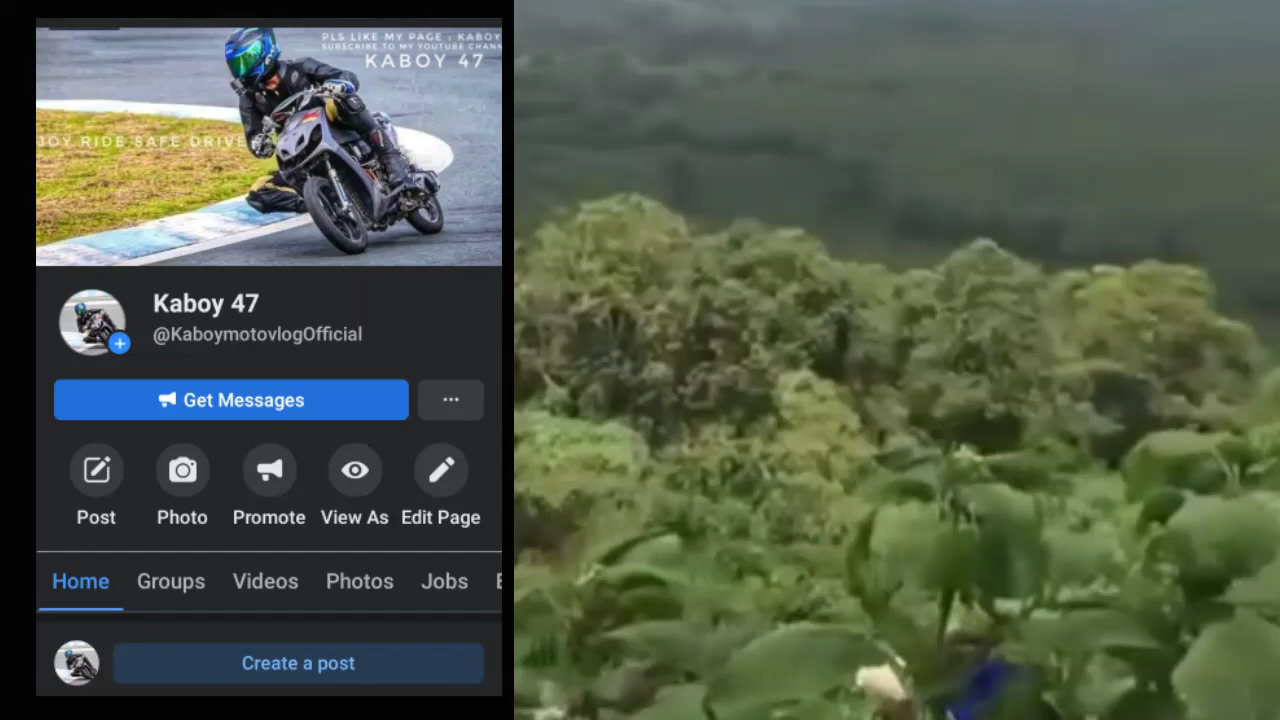 PLS LIKE MY PAGE : KABOY
SUBSCRIBE TO MY YOUTUBE CHANN
KABOY 47
JOY RIDE SAFE DRIVE
Kaboy 47
@KaboymotovlogOfficial
Get Messages
Post
Photo
Promote
View As
Edit Page
Home
Groups
Videos
Photos
Jobs
Create a post